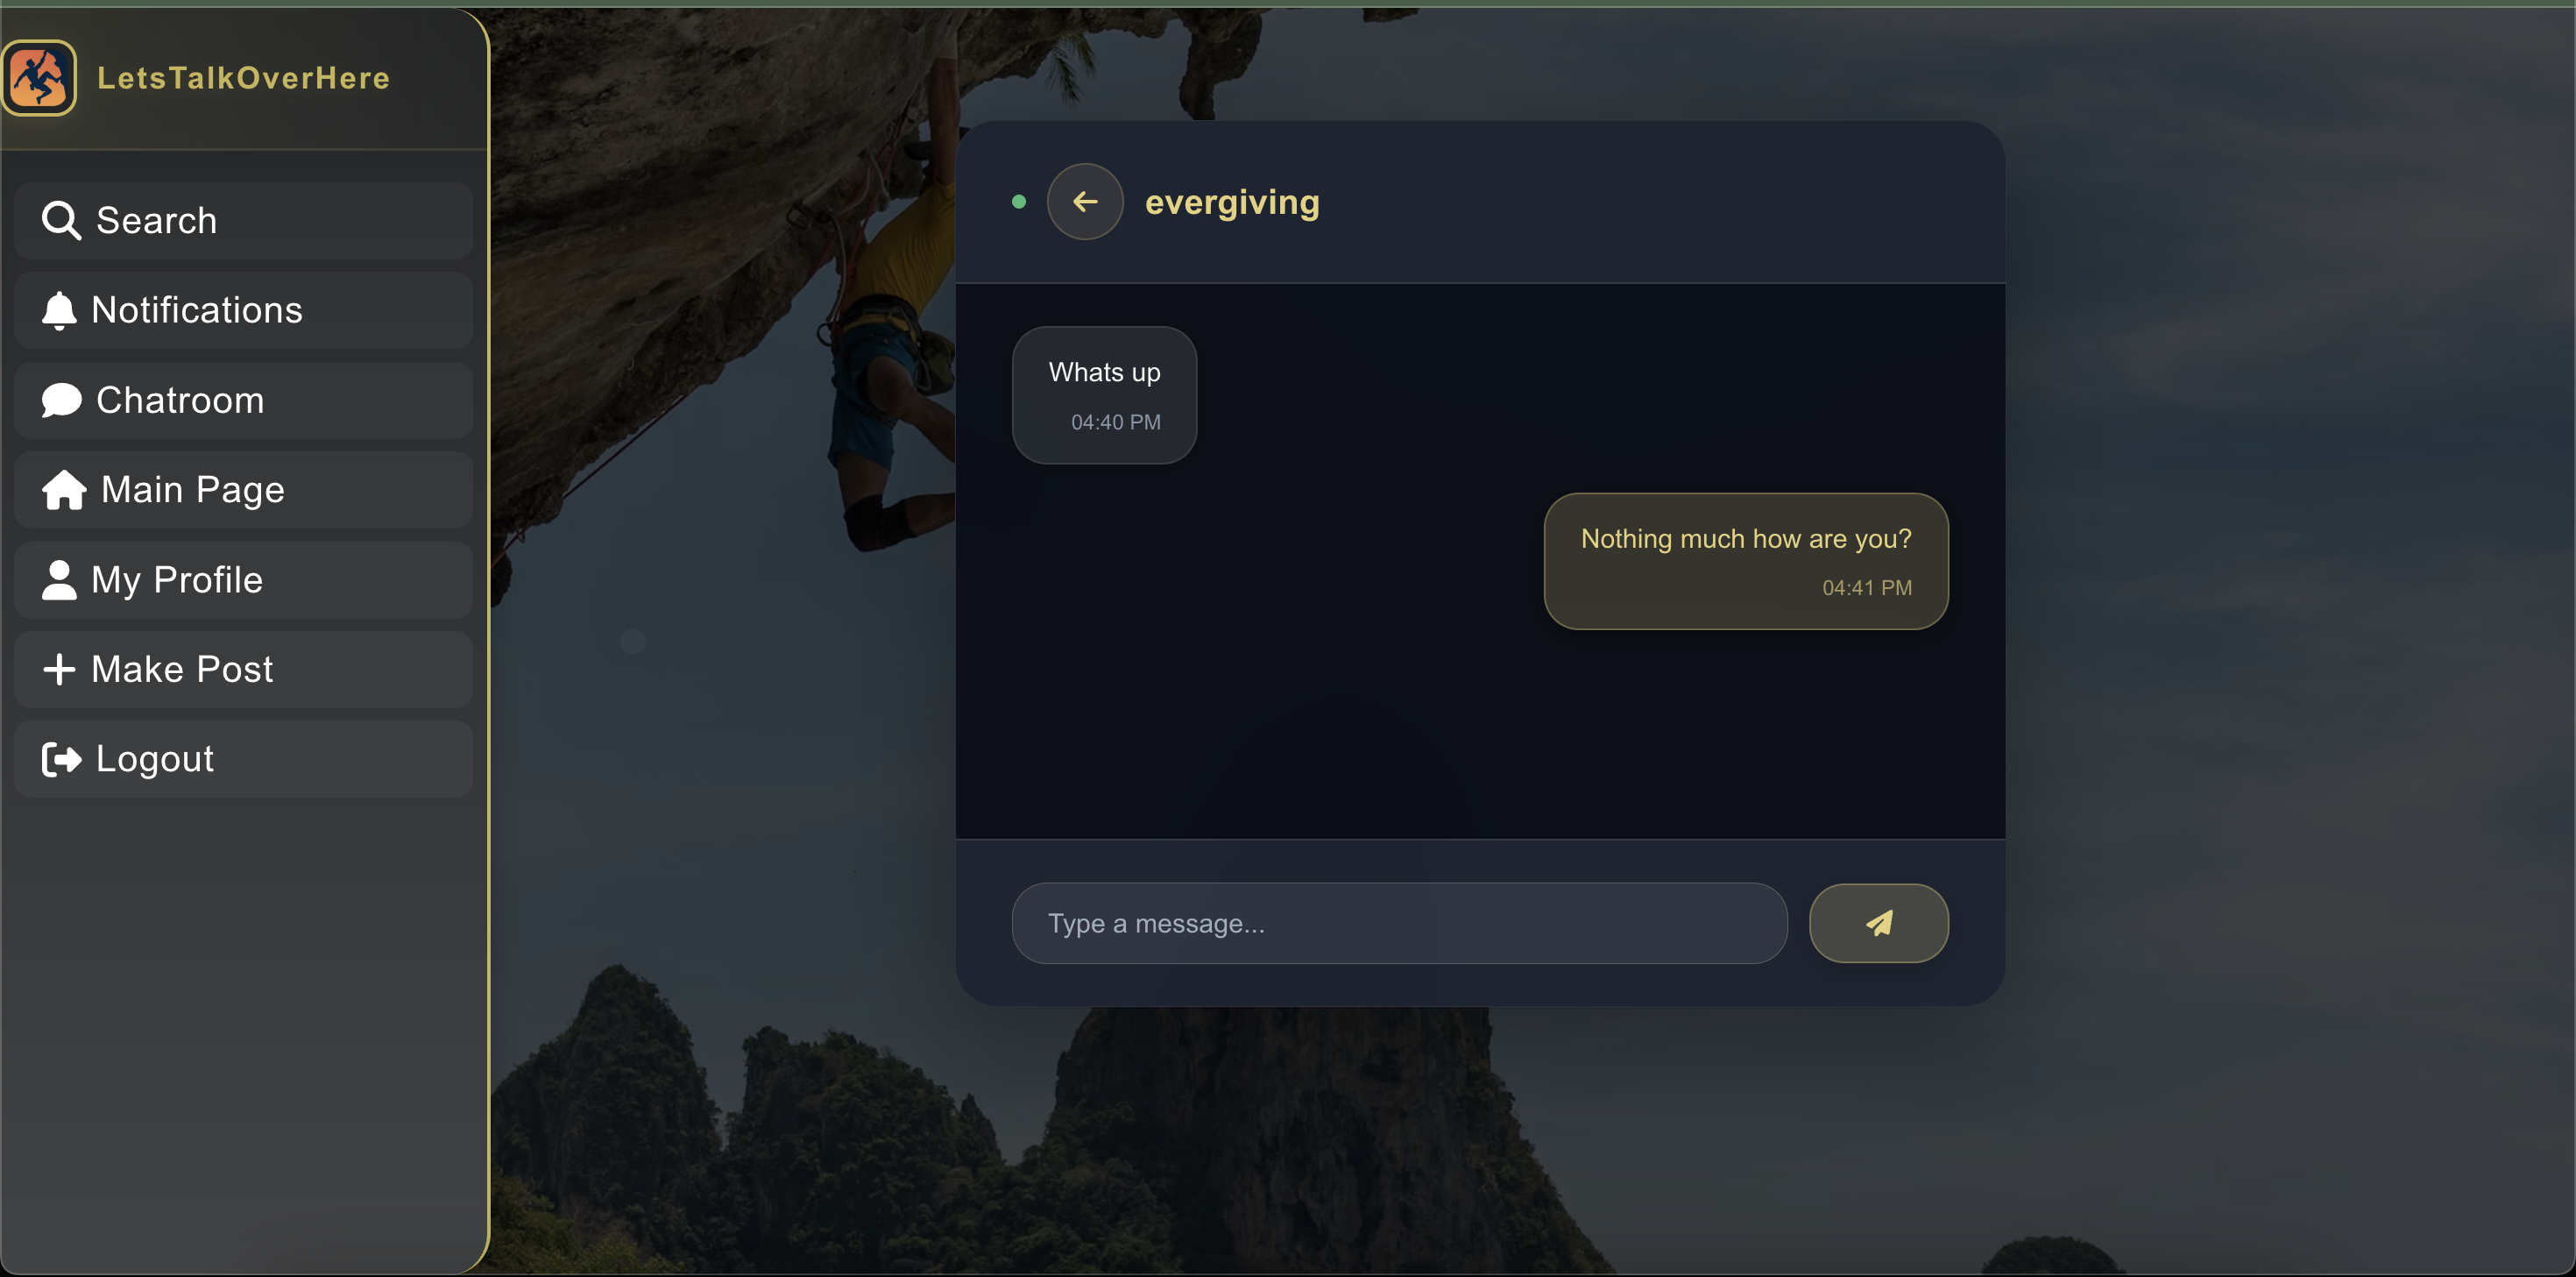 LetsTalkOverHere
Search
Notifications
Chatroom
Main Page
My Profile
Make Post
Logout
evergiving
Whats up
04:40 PM
Nothing much how are you?
04:41 PM
Type a message...